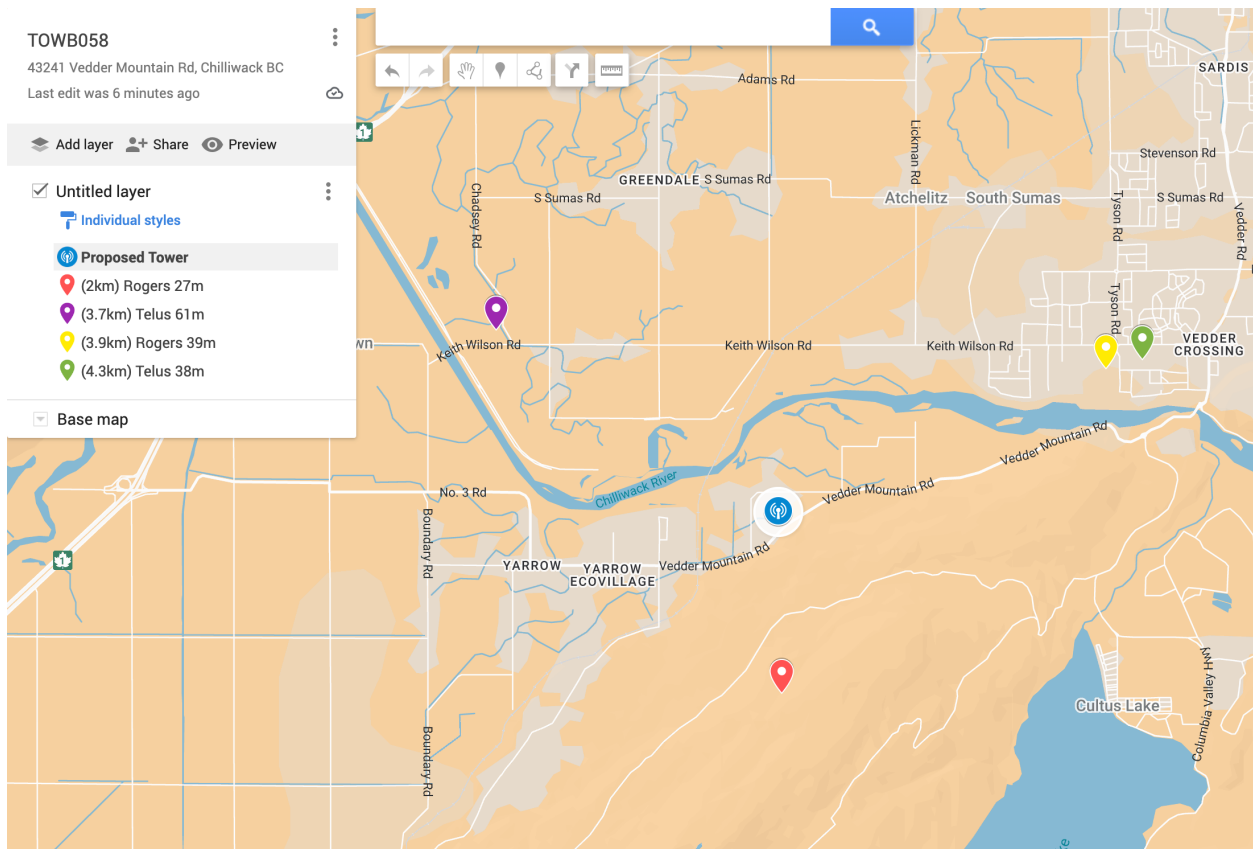 TOWB058
43241 Vedder Mountain Rd, Chilliwack BC
Last edit was 6 minutes ago
Add layer
Share
Preview
Untitled layer
Individual styles
Proposed Tower
(2km) Rogers 27m
(3.7km) Telus 61m
(3.9km) Rogers 39m
(4.3km) Telus 38m
Base map
1
Adams Rd
SARDIS
Lickman Rd
Stevenson Rd
GREENDALE
S Sumas Rd
S Sumas Rd
Chadsey Rd
Atchelitz
South Sumas
Tyson Rd
S Sumas Rd
Vedder Rd
Tyson Rd
wn
Keith Wilson Rd
Keith Wilson Rd
Keith Wilson Rd
VEDDER
CROSSING
Vedder Mountain Rd
Chilliwack River
No. 3 Rd
Vedder Mountain Rd
Boundary Rd
1
YARROW
YARROW
ECOVILLAGE
Vedder Mountain Rd
Cultus Lake
Columbia Valley Hwy
Boundary Rd